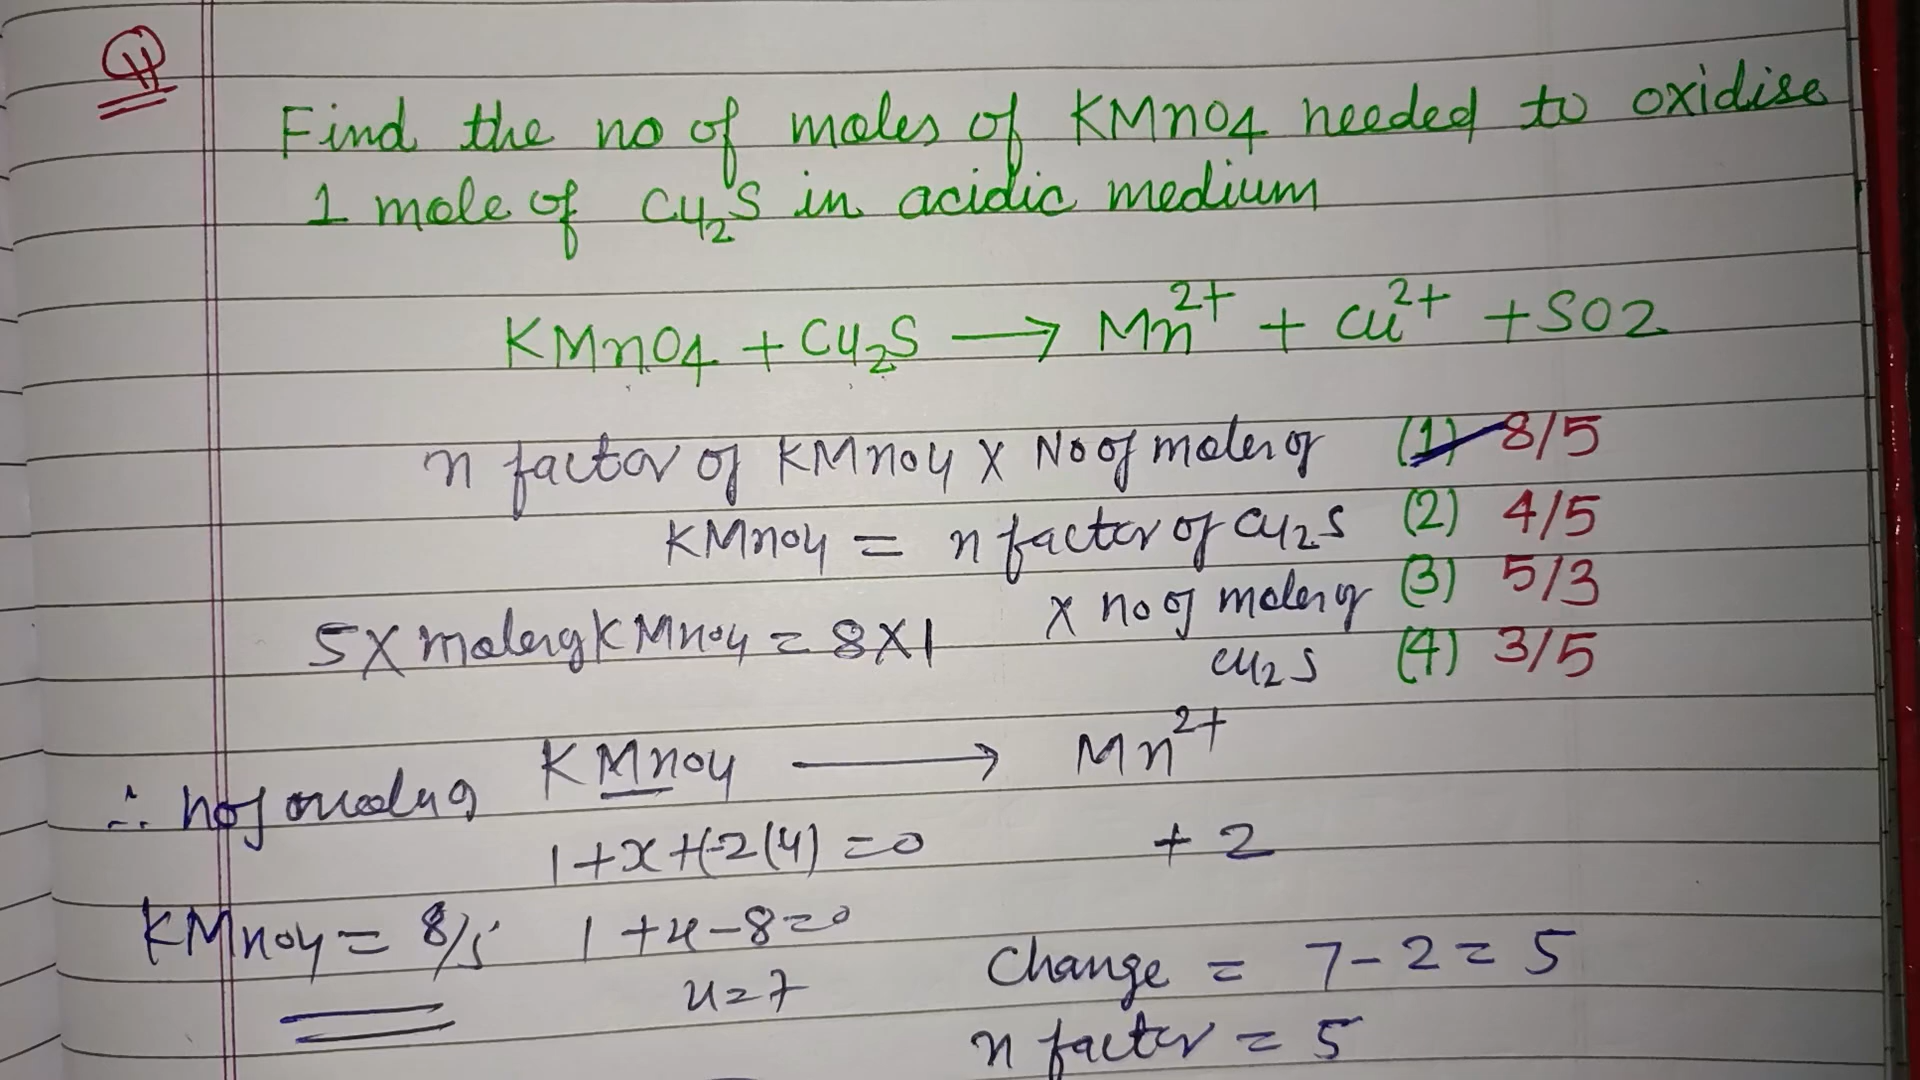 Q
Find the no of moles of KMnO4 needed to oxidise
1 mole of Cu2S in acidic medium
KMnO4 + Cu2S → Mn2+ + Cu2+ + SO2
n factor of KMnO4 X No of moles of (1) 8/5
KMnO4 = n factor of Cu2S (2) 4/5
X no of moles of (3) 5/3
5 X moles of KMnO4 = 8 X 1
Cu2S (4) 3/5
KMnO4 → Mn2+
∴ no of moles of
1+x+(-2(4)=0 +2
KMnO4 = 8/5 1+x-8=0
Change = 7-2=5
x=7
n factor = 5